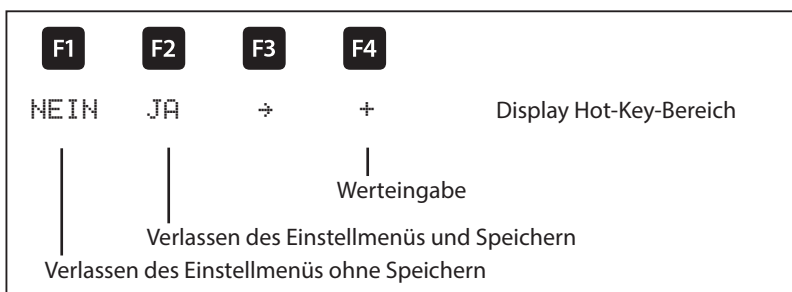 F1 F2 F3 F4
NEIN JA → + Display Hot-Key-Bereich
Werteingabe
Verlassen des Einstellmenüs und Speichern
Verlassen des Einstellmenüs ohne Speichern